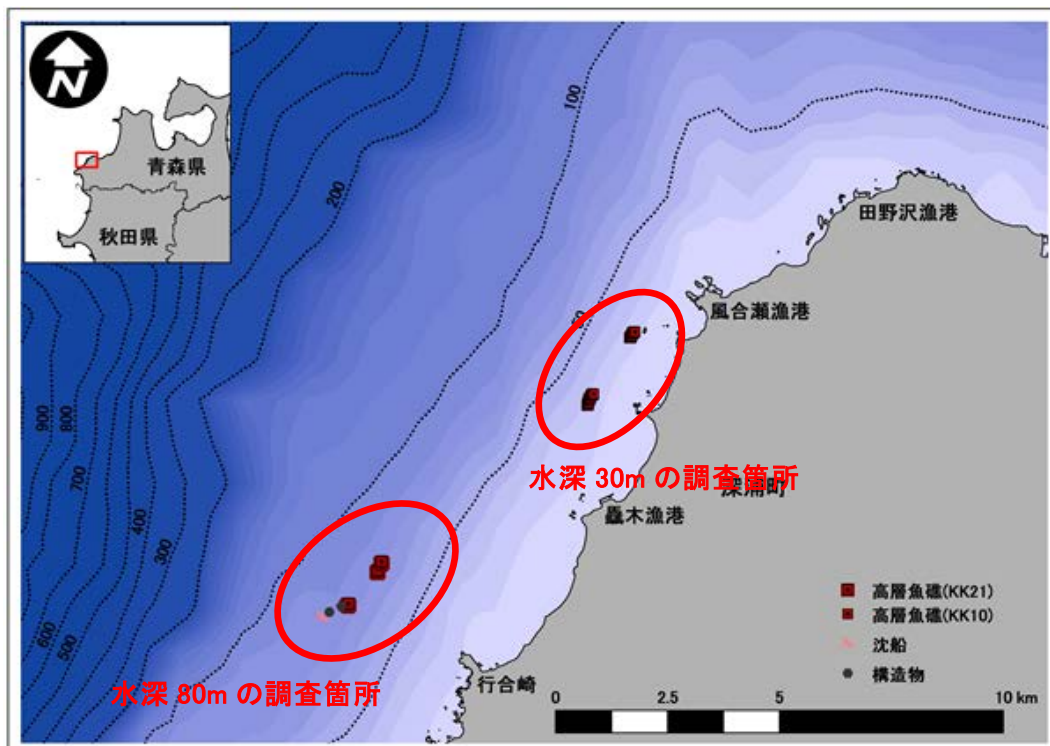 N
青森県
秋田県
100
200
50
900
800
700
400
300
600
500
田野沢漁港
風合瀬漁港
水深 30m の調査箇所
深浦町
轟木漁港
高層魚礁(KK21)
高層魚礁(KK10)
沈船
構造物
行合崎
水深 80m の調査箇所
0 2.5 5 10 km